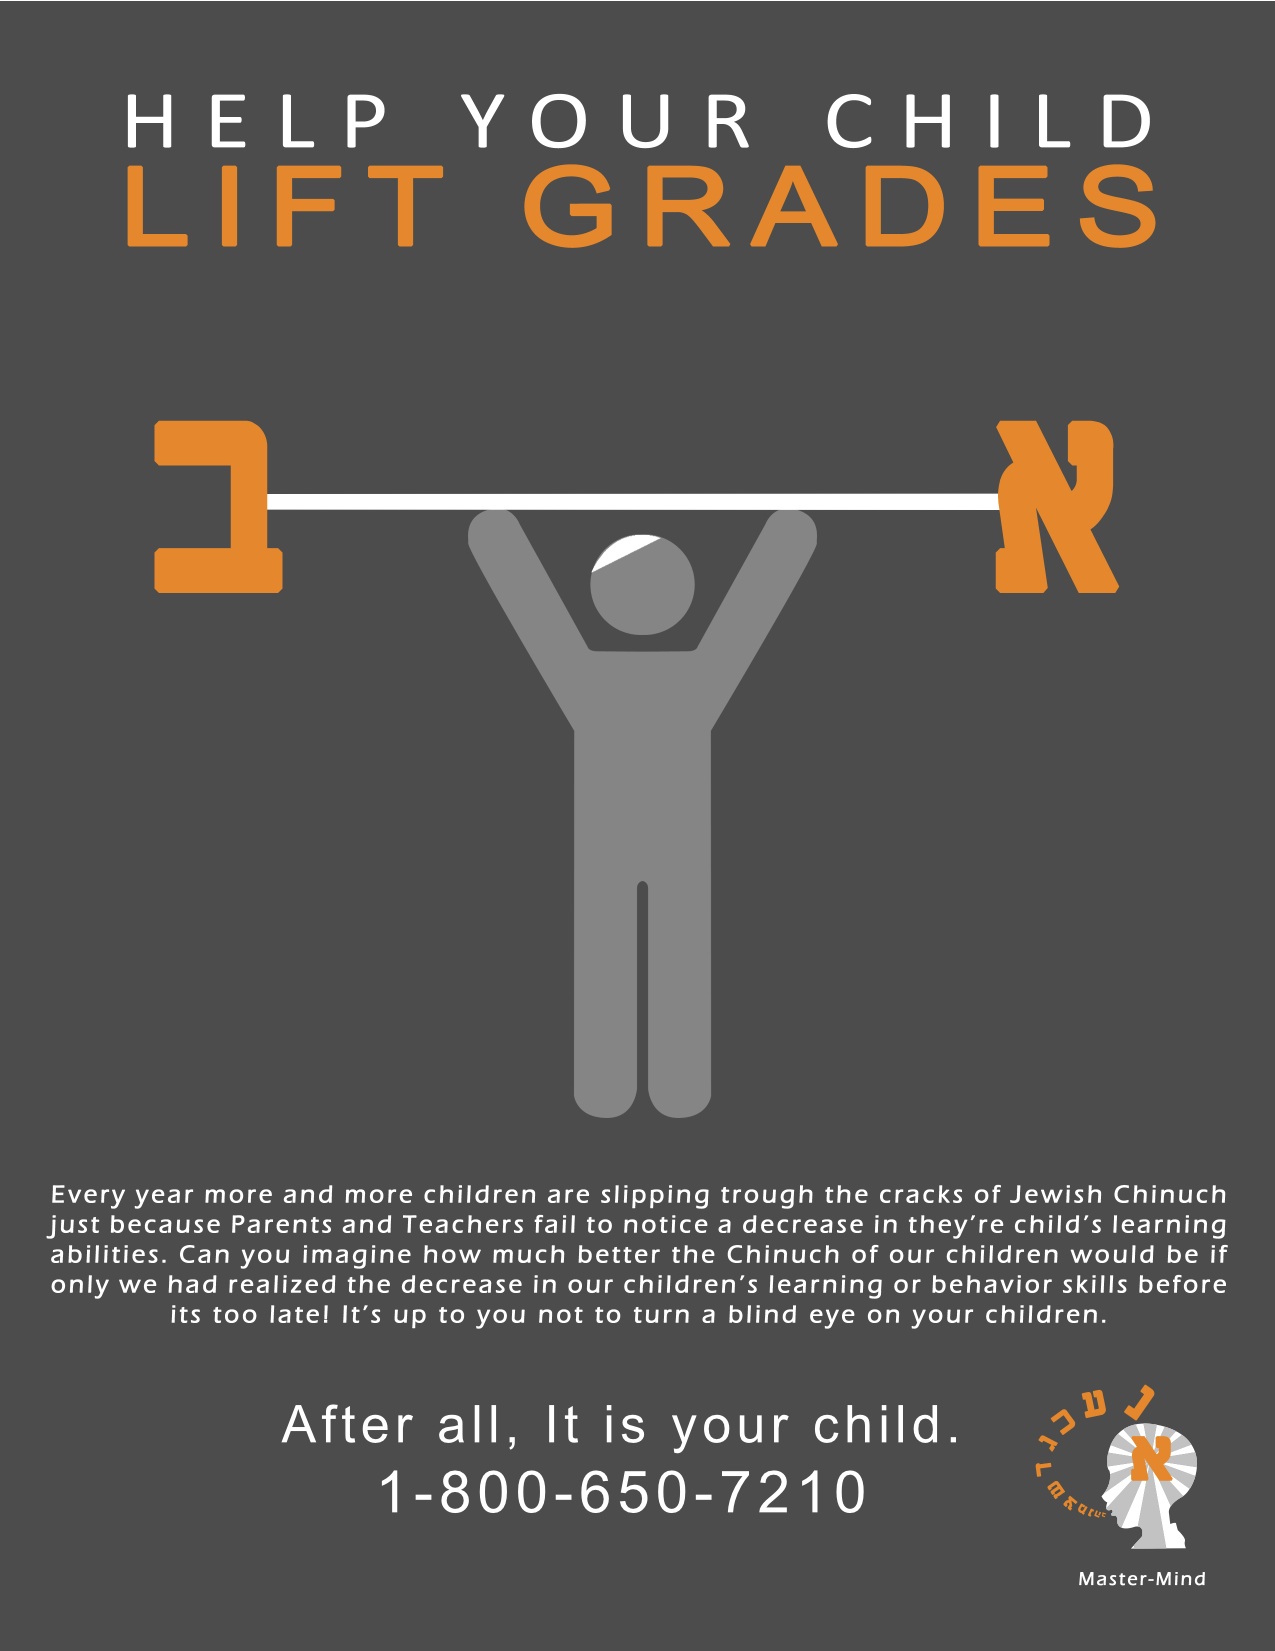 HELP YOUR CHILD
LIFT GRADES
ב א
Every year more and more children are slipping trough the cracks of Jewish Chinuch
just because Parents and Teachers fail to notice a decrease in they’re child’s learning
abilities. Can you imagine how much better the Chinuch of our children would be if
only we had realized the decrease in our children’s learning or behavior skills before
its too late! It’s up to you not to turn a blind eye on your children.
After all, It is your child.
1-800-650-7210
א
Master-Mind